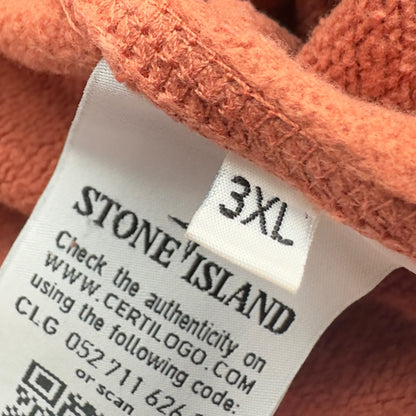 3XL
STONE ISLAND
Check the authenticity on
WWW.CERTILOGO.COM
using the following code:
CLG 052 711 626
or scan